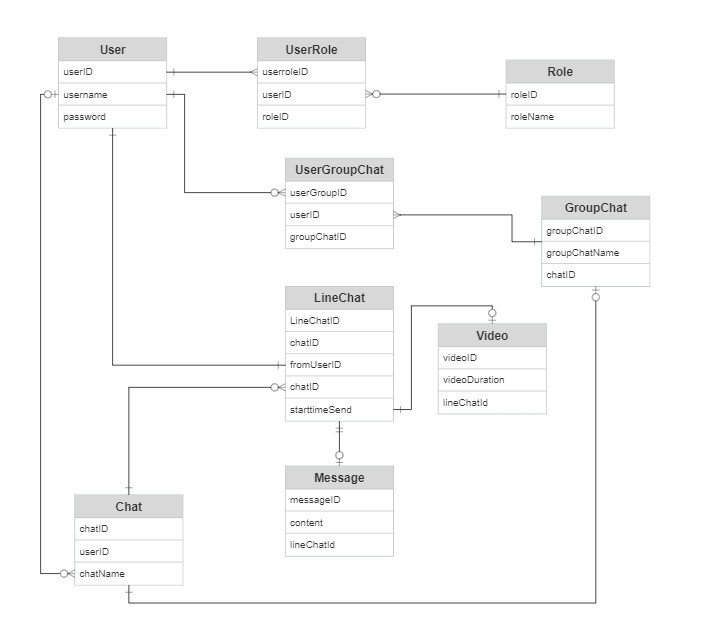 User
userID
username
password
UserRole
userroleID
userID
roleID
Role
roleID
roleName
UserGroupChat
userGroupID
userID
groupChatID
GroupChat
groupChatID
groupChatName
chatID
LineChat
LineChatID
chatID
fromUserID
chatID
starttimeSend
Video
videoID
videoDuration
lineChatId
Message
messageID
content
lineChatId
Chat
chatID
userID
chatName